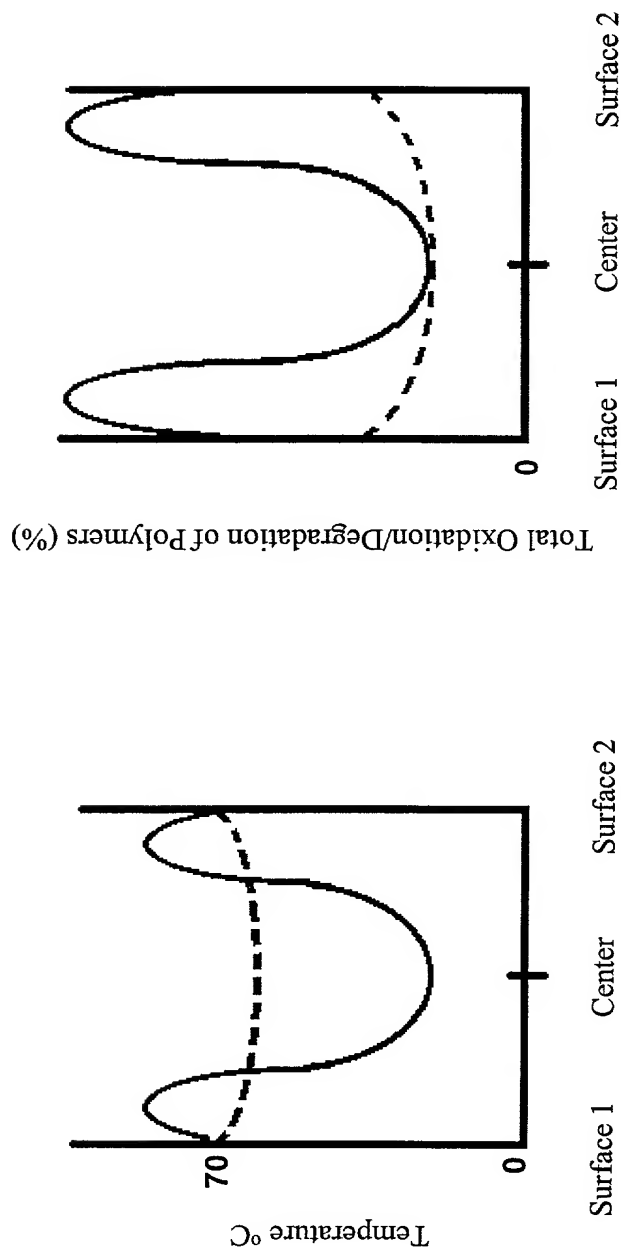 Temperature °C
70
0
Surface 1 Center Surface 2
Total Oxidation/Degradation of Polymers (%)
0
Surface 1 Center Surface 2